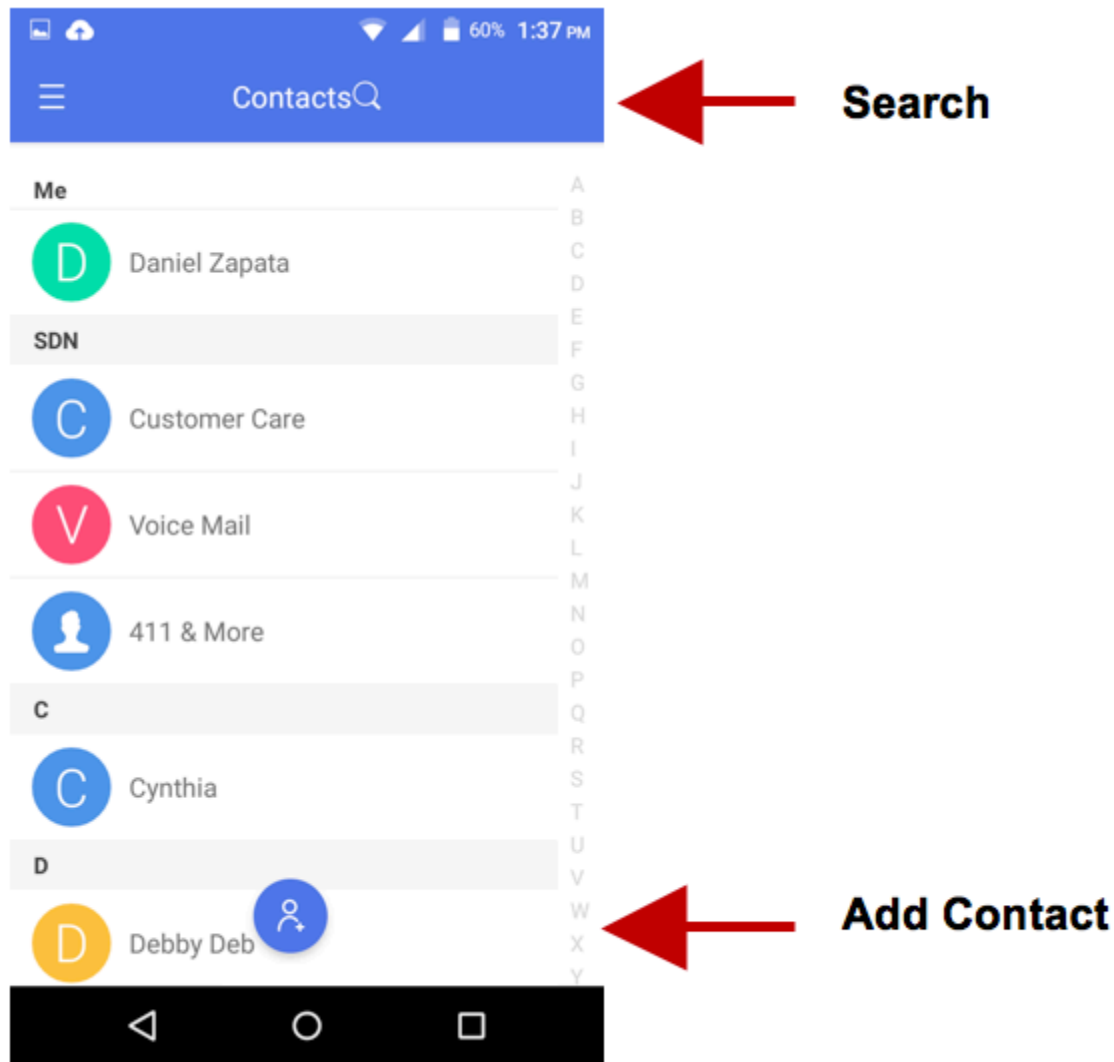 60% 1:37 PM
Contacts
Search
Me
D Daniel Zapata
SDN
C Customer Care
V Voice Mail
411 & More
C
C Cynthia
D
D Debby Deb
A
B
C
D
E
F
G
H
I
J
K
L
M
N
O
P
Q
R
S
T
U
V
W
X
Y
Add Contact